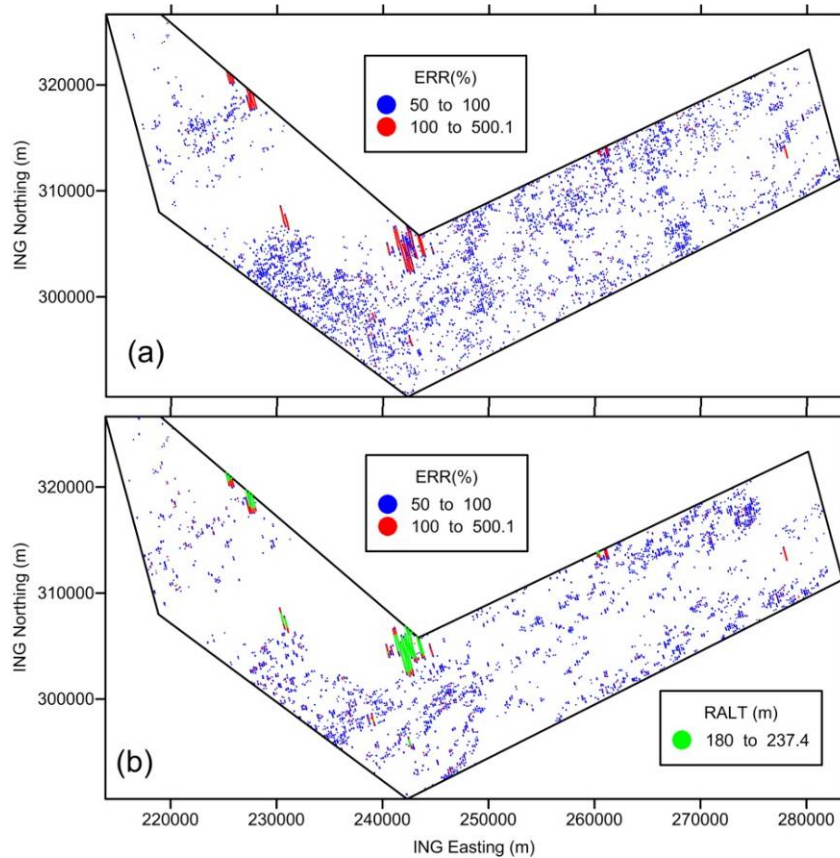 320000
310000
300000
ING Northing (m)
ERR(%)
50 to 100
100 to 500.1
(a)
320000
310000
300000
ING Northing (m)
ERR(%)
50 to 100
100 to 500.1
RALT (m)
180 to 237.4
(b)
220000 230000 240000 250000 260000 270000 280000
ING Easting (m)